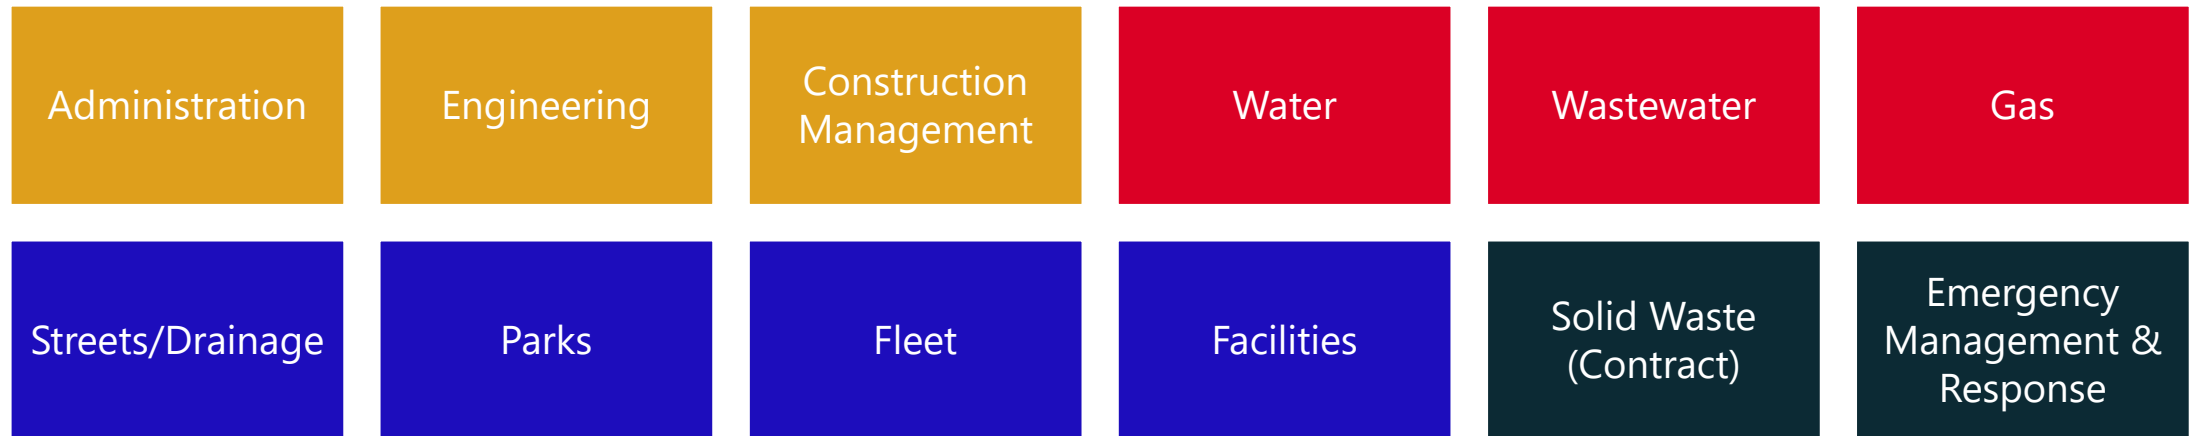 Administration
Engineering
Construction
Management
Water
Wastewater
Gas
Streets/Drainage
Parks
Fleet
Facilities
Solid Waste
(Contract)
Emergency
Management &
Response